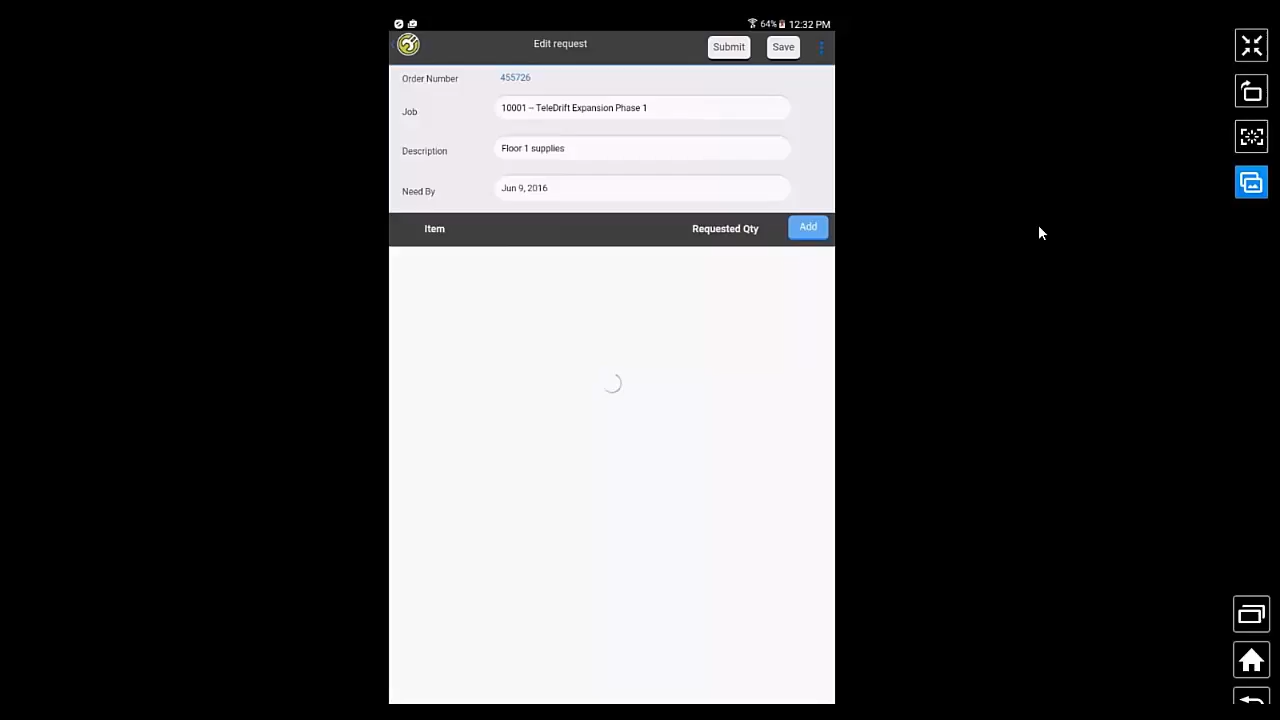 64% 12:32 PM
Edit request
Submit
Save
Order Number 455726
Job 10001 – TeleDrift Expansion Phase 1
Description Floor 1 supplies
Need By Jun 9, 2016
Item Requested Qty Add